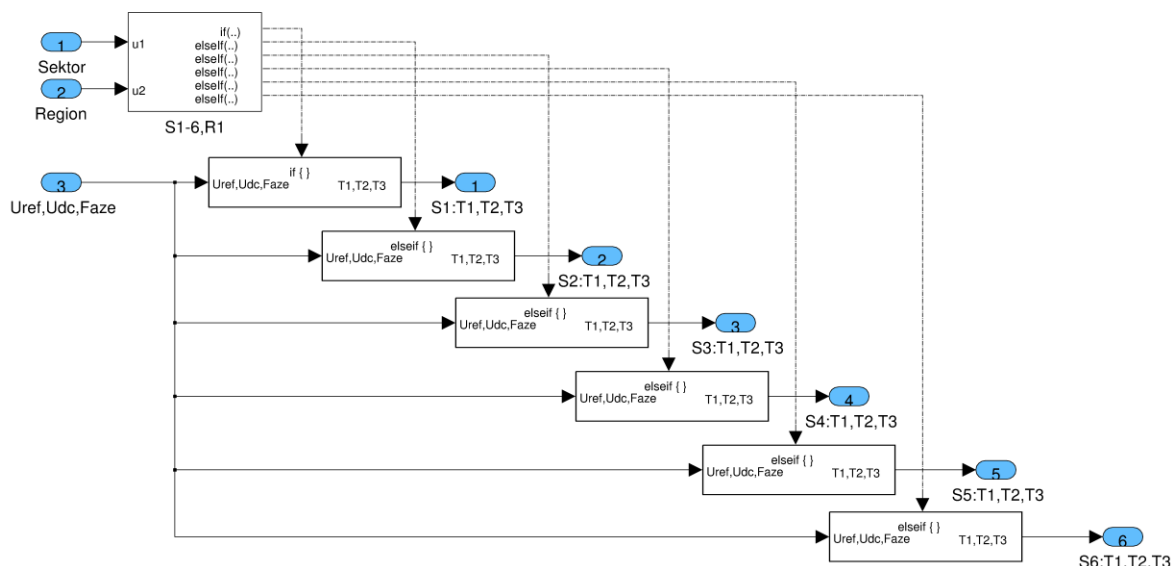 if(..)
1
u1
elseIf(..)
elseIf(..)
Sektor
elseIf(..)
elseIf(..)
2
u2
elseIf(..)
Region
S1-6,R1
if { }
3
Uref,Udc,Faze
T1,T2,T3
1
Uref,Udc,Faze
S1:T1,T2,T3
elseif { }
Uref,Udc,Faze
T1,T2,T3
2
S2:T1,T2,T3
elseif { }
Uref,Udc,Faze
T1,T2,T3
3
S3:T1,T2,T3
elseif { }
Uref,Udc,Faze
T1,T2,T3
4
S4:T1,T2,T3
elseif { }
Uref,Udc,Faze
T1,T2,T3
5
S5:T1,T2,T3
elseif { }
Uref,Udc,Faze
T1,T2,T3
6
S6:T1,T2,T3